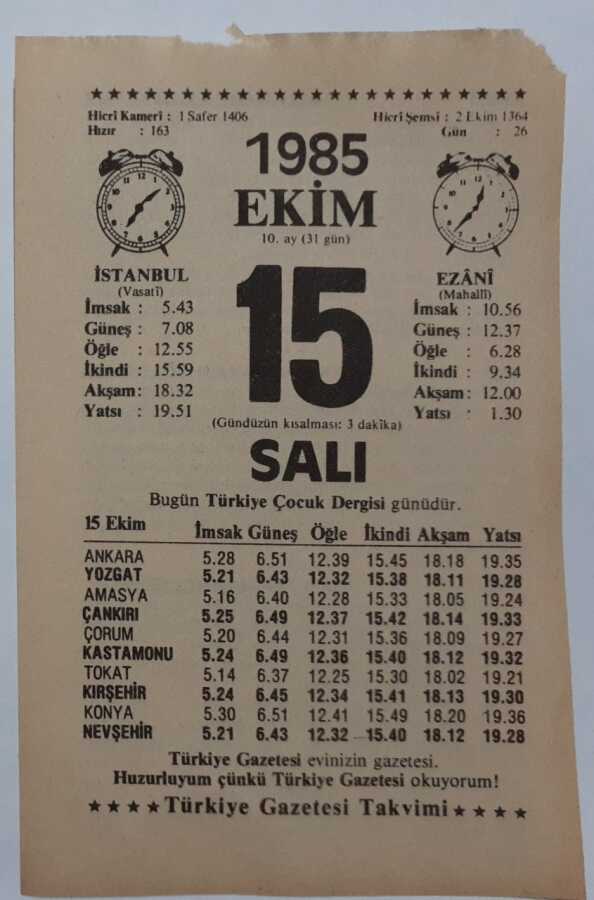 ★★★★★★★★★★★★★★★★★★★★★★★★
Hicrî Kamerî : 1 Safer 1406
Hızır : 163
Hicrî Şemsî : 2 Ekim 1364
Gün : 26
1985
EKİM
10. ay (31 gün)
15
(Gündüzün kısalması: 3 dakîka)
SALI
İSTANBUL
(Vasatî)
İmsak : 5.43
Güneş : 7.08
Öğle : 12.55
İkindi : 15.59
Akşam : 18.32
Yatsı : 19.51
EZÂNÎ
(Mahallî)
İmsak : 10.56
Güneş : 12.37
Öğle : 6.28
İkindi : 9.34
Akşam : 12.00
Yatsı : 1.30
Bugün Türkiye Çocuk Dergisi günüdür.
15 Ekim İmsak Güneş Öğle İkindi Akşam Yatsı
ANKARA 5.28 6.51 12.39 15.45 18.18 19.35
YOZGAT 5.21 6.43 12.32 15.38 18.11 19.28
AMASYA 5.16 6.40 12.28 15.33 18.05 19.24
ÇANKIRI 5.25 6.49 12.37 15.42 18.14 19.33
ÇORUM 5.20 6.44 12.31 15.36 18.09 19.27
KASTAMONU 5.24 6.49 12.36 15.40 18.12 19.32
TOKAT 5.14 6.37 12.25 15.30 18.02 19.21
KIRŞEHİR 5.24 6.45 12.34 15.41 18.13 19.30
KONYA 5.30 6.51 12.41 15.49 18.20 19.36
NEVŞEHİR 5.21 6.43 12.32 15.40 18.12 19.28
Türkiye Gazetesi evinizin gazetesi.
Huzurluyum çünkü Türkiye Gazetesi okuyorum!
★★★★Türkiye Gazetesi Takvimi★★★★